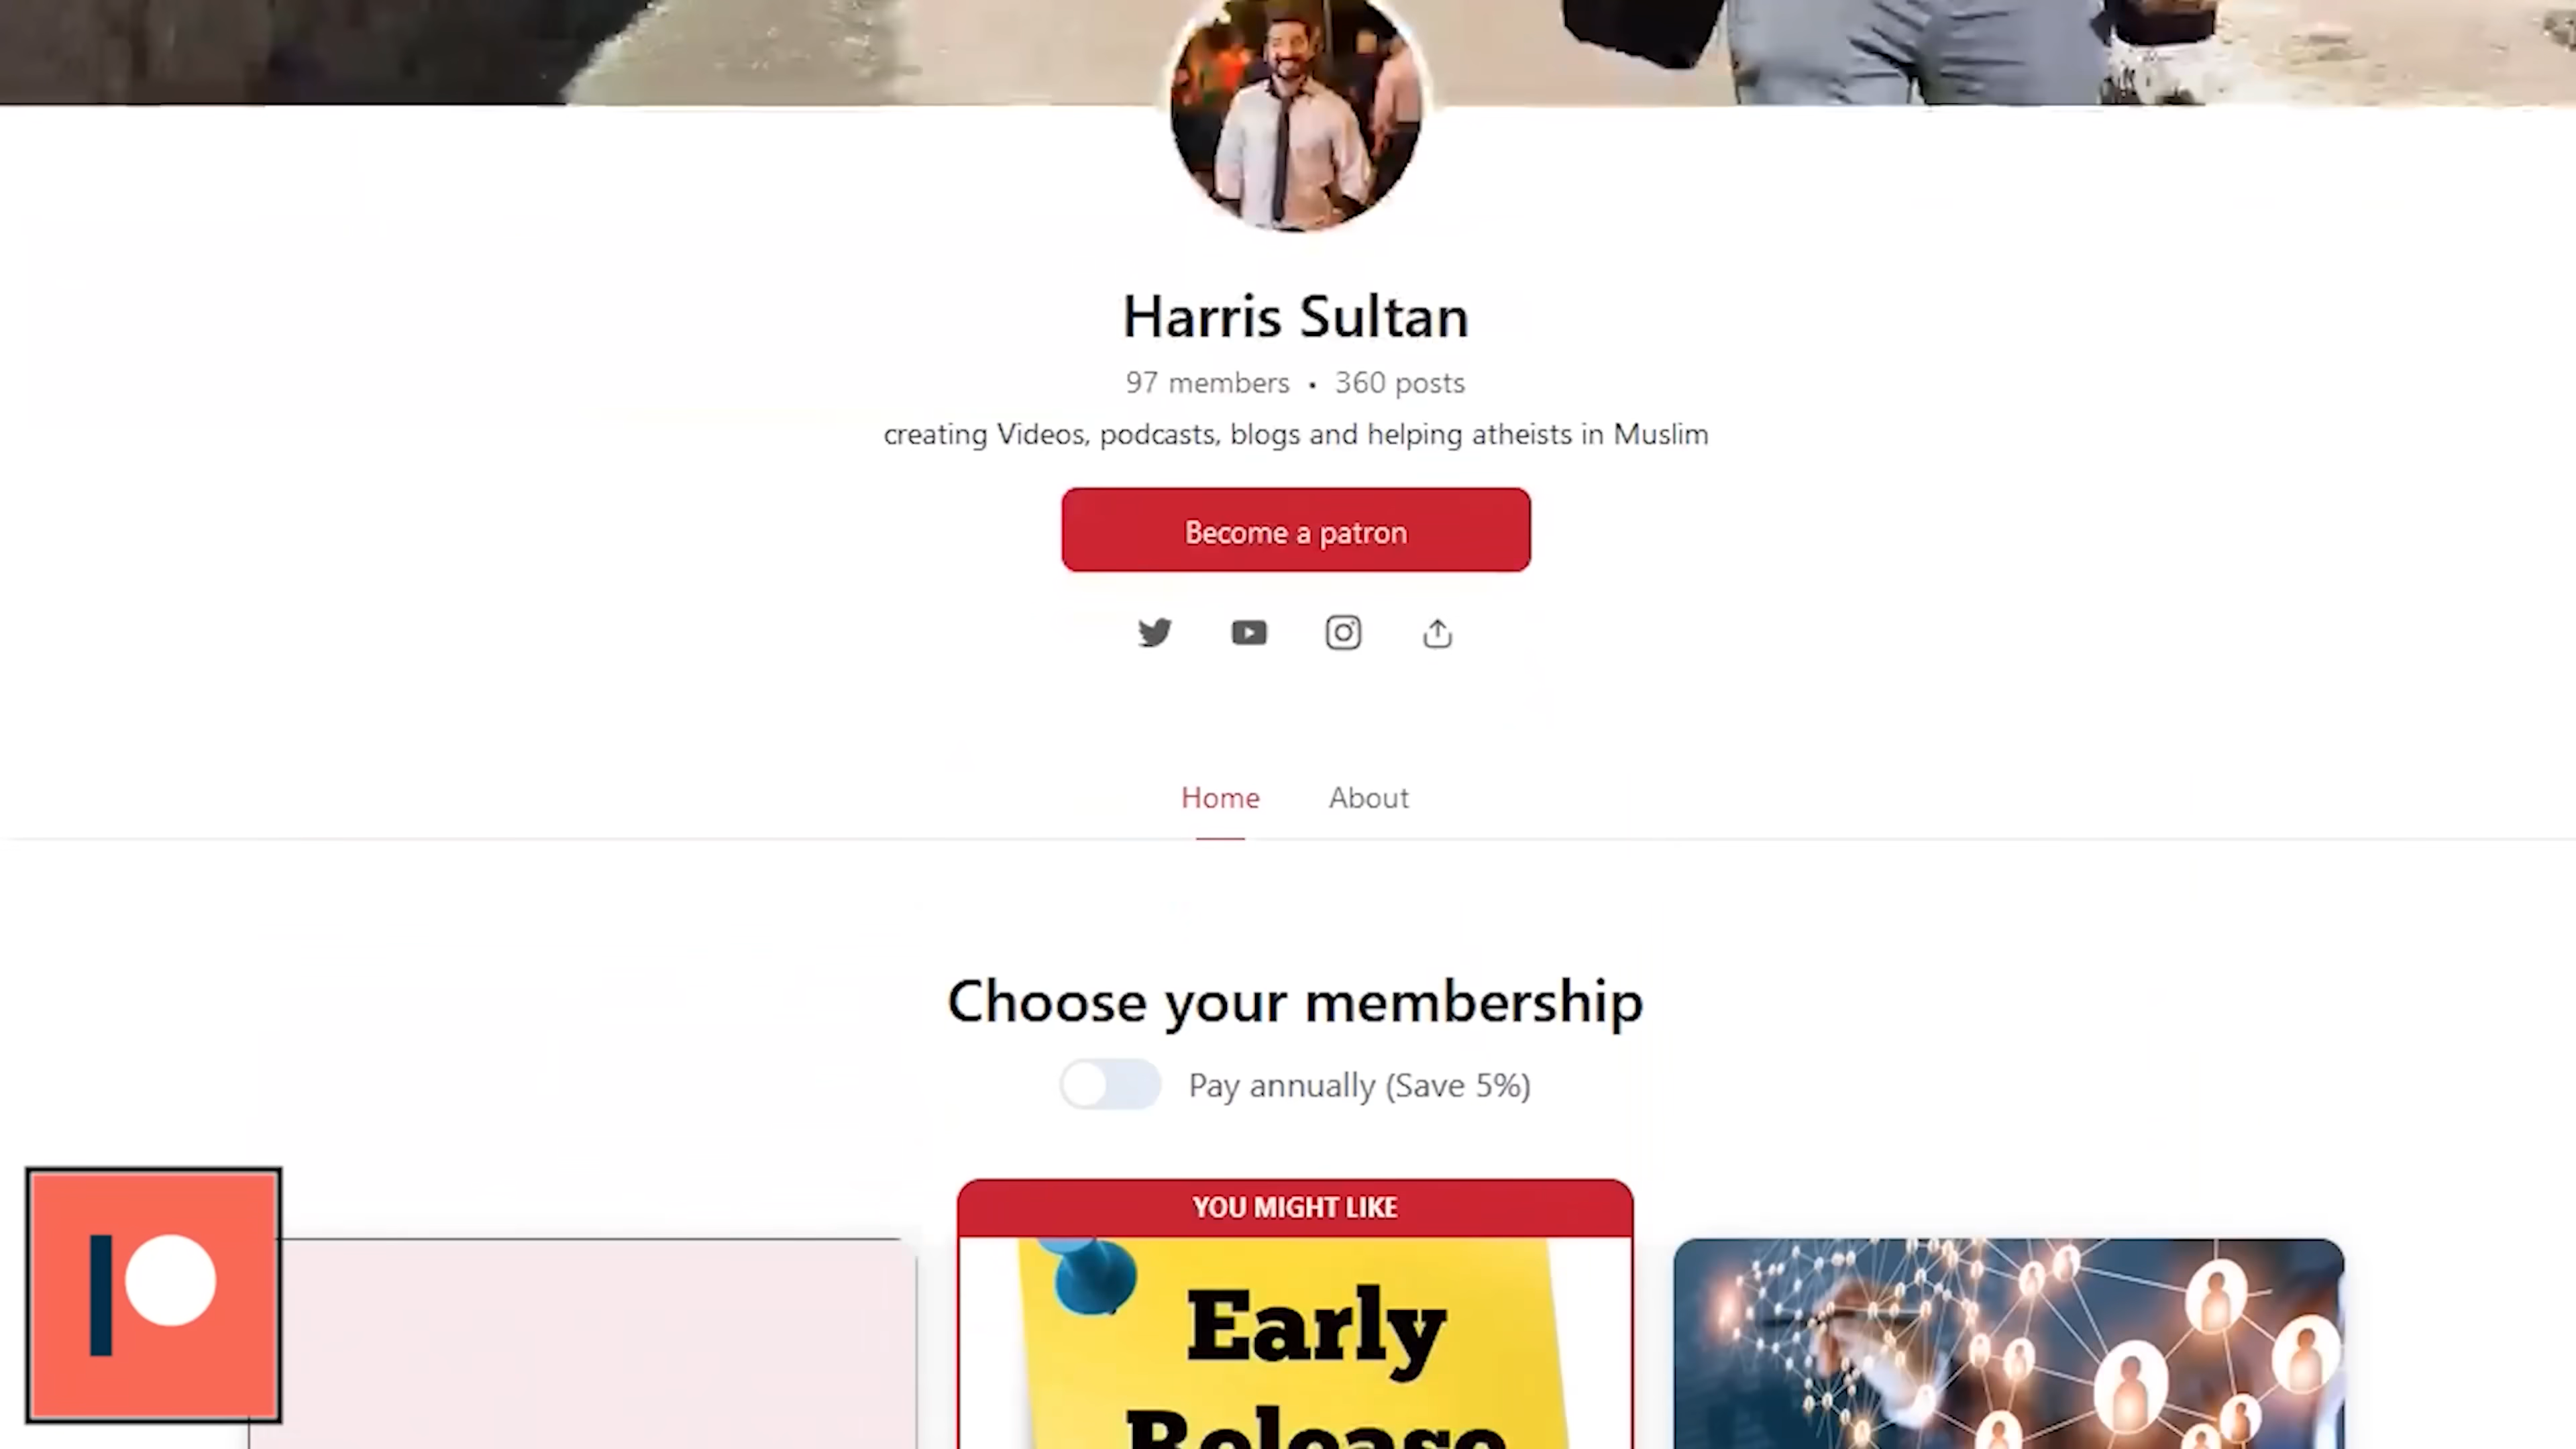 Harris Sultan
97 members • 360 posts
creating Videos, podcasts, blogs and helping atheists in Muslim
Become a patron
Home About
Choose your membership
Pay annually (Save 5%)
YOU MIGHT LIKE
Early
Release